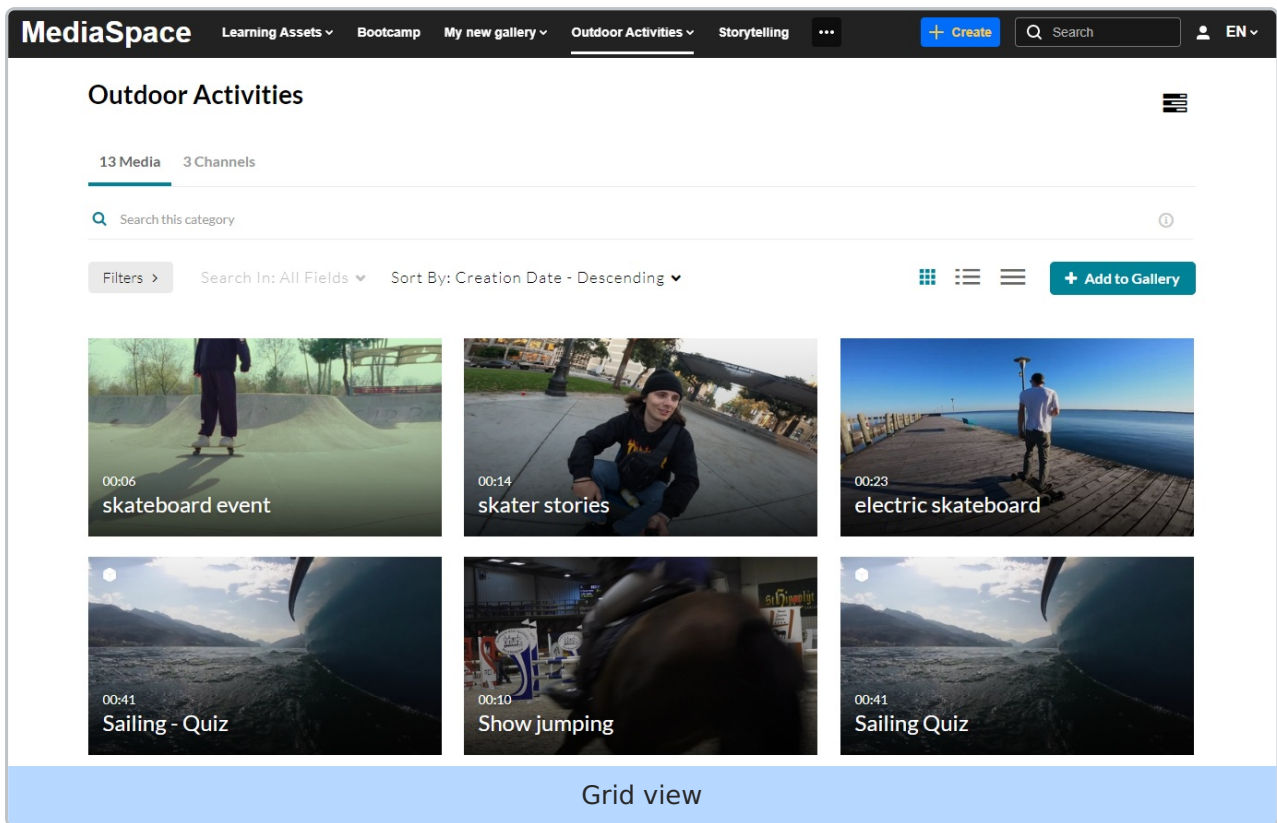 MediaSpace Learning Assets Bootcamp My new gallery Outdoor Activities Storytelling ••• + Create Search EN
Outdoor Activities
13 Media 3 Channels
Search this category
Filters > Search In: All Fields Sort By: Creation Date - Descending + Add to Gallery
00:06
skateboard event
00:14
skater stories
00:23
electric skateboard
00:41
Sailing - Quiz
St Hippolyt
00:10
Show jumping
00:41
Sailing Quiz
Grid view